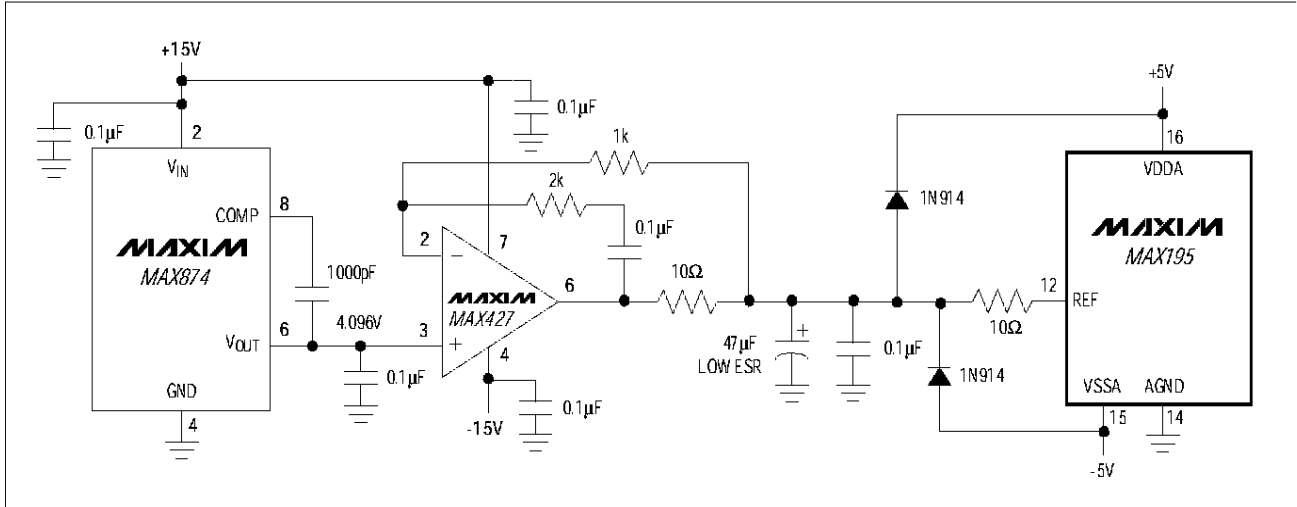 +15V
0.1µF
2
VIN
COMP
8
MAXIM
MAX874
1000pF
VOUT
6
4.096V
GND
4
0.1µF
0.1µF
1k
2k
0.1µF
2
−
7
MAXIM
MAX427
3
+
4
6
-15V
0.1µF
10Ω
+
47µF
LOW ESR
0.1µF
1N914
1N914
10Ω
+5V
16
VDDA
MAXIM
MAX195
12
REF
VSSA
AGND
15
14
-5V